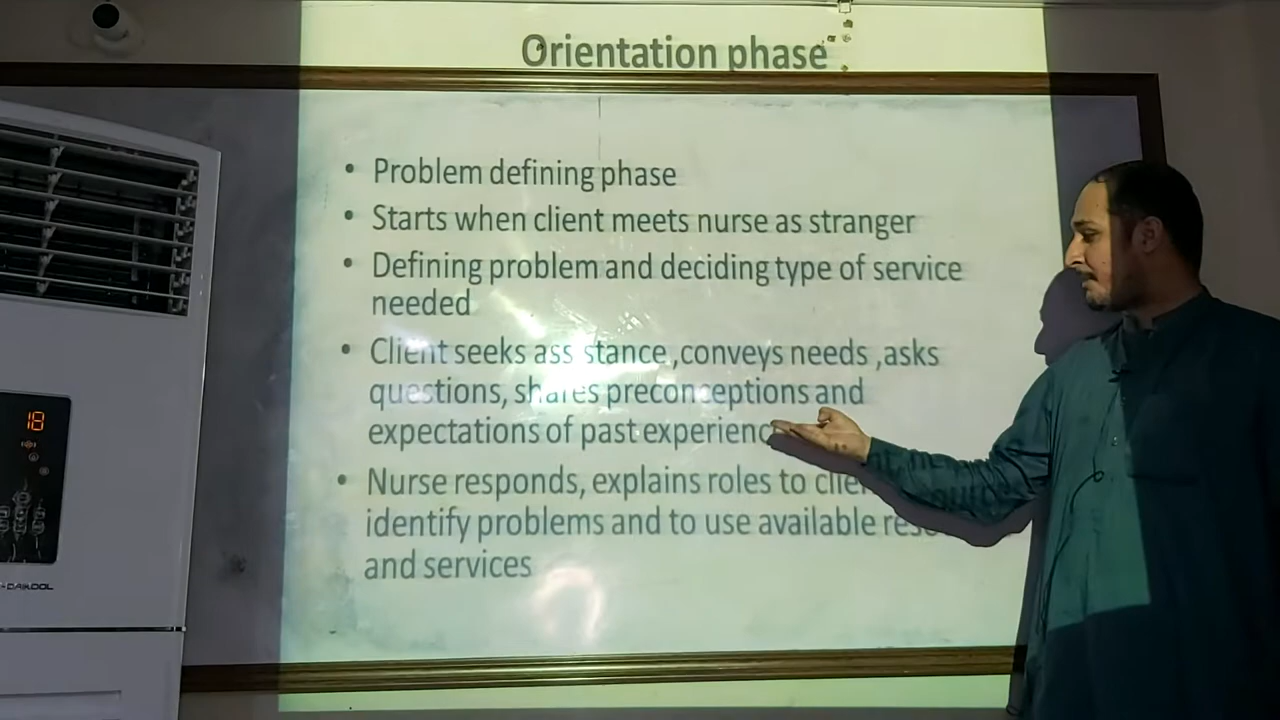 Orientation phase
• Problem defining phase
• Starts when client meets nurse as stranger
• Defining problem and deciding type of service
needed
• Client seeks assistance ,conveys needs ,asks
questions, shares preconceptions and
expectations of past
• Nurse responds, explains roles to
identify problems and to use available
and services
18